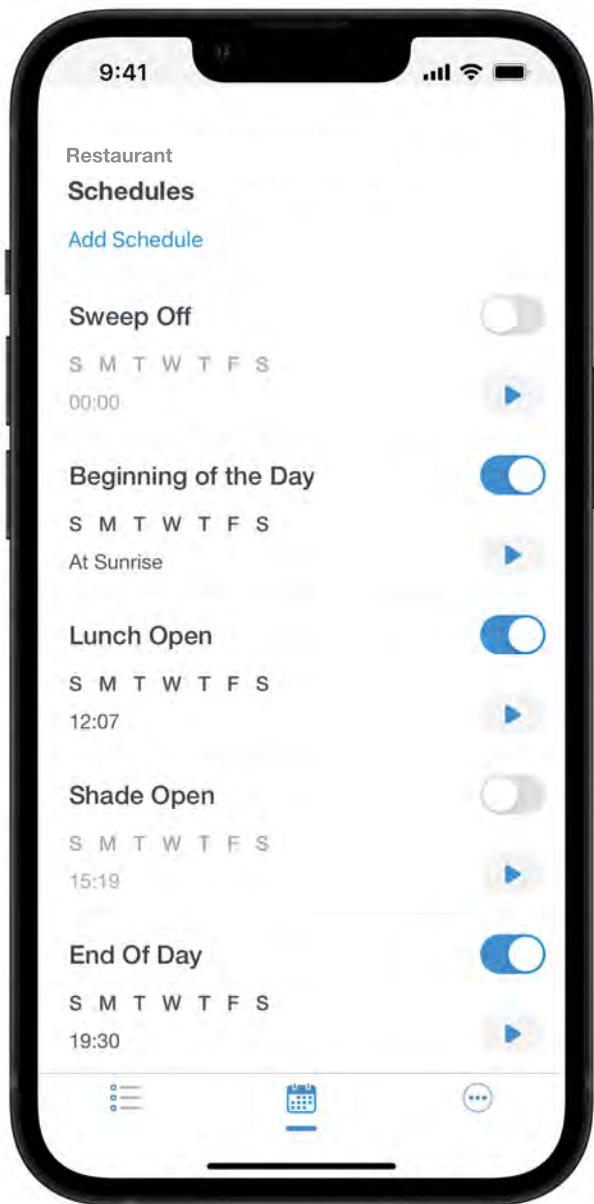 9:41
Restaurant
Schedules
Add Schedule
Sweep Off
S M T W T F S
00:00
Beginning of the Day
S M T W T F S
At Sunrise
Lunch Open
S M T W T F S
12:07
Shade Open
S M T W T F S
15:19
End Of Day
S M T W T F S
19:30